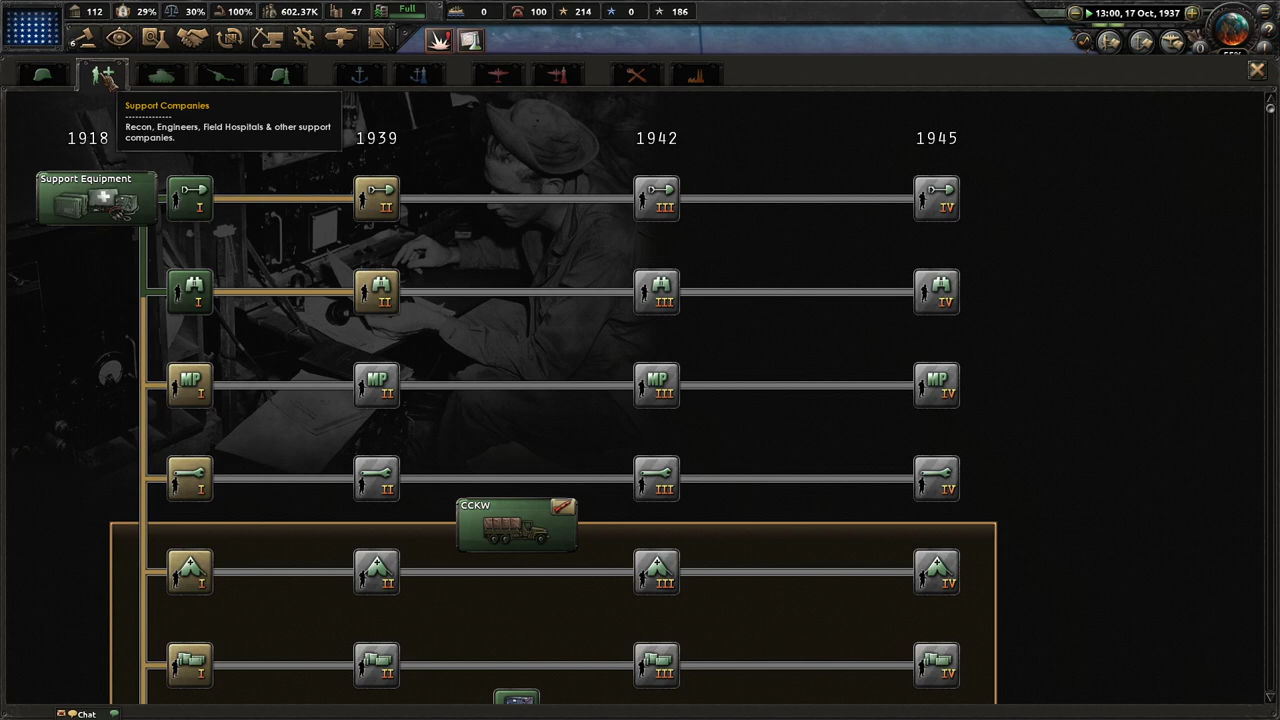 112 29% 30% 100% 602.37K 47 Full 0 100 214 0 186 13:00, 17 Oct, 1937
6 0
55%
Support Companies
--------------
Recon, Engineers, Field Hospitals & other support
companies.
1918 1939 1942 1945
Support Equipment
I II III IV
I II III IV
MP I MP II MP III MP IV
I II III IV
CCKW
I II III IV
I II III IV
Chat